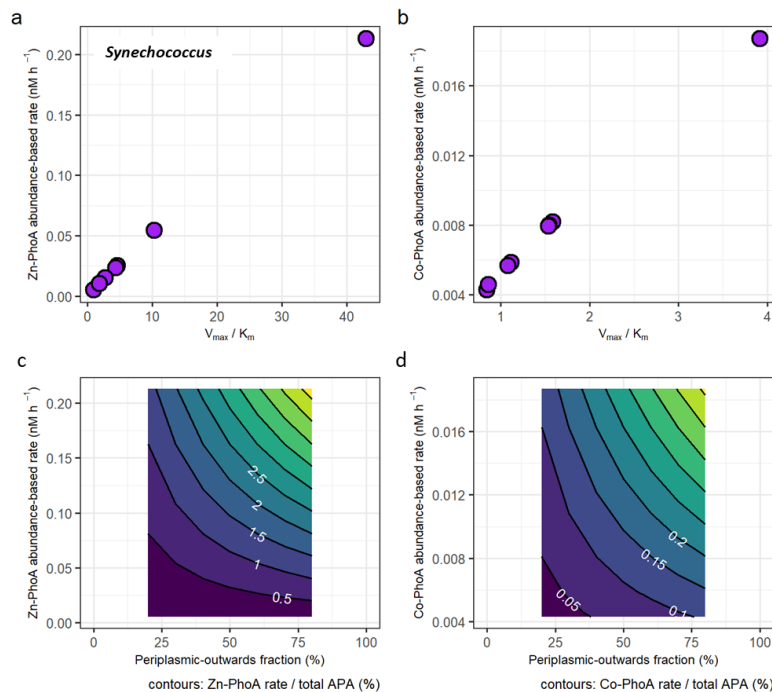 a
Zn-PhoA abundance-based rate (nM h⁻¹)
0.20
0.15
0.10
0.05
0.00
Synechococcus
0 10 20 30 40
Vmax / Km
b
Co-PhoA abundance-based rate (nM h⁻¹)
0.016
0.012
0.008
0.004
1 2 3 4
Vmax / Km
c
Zn-PhoA abundance-based rate (nM h⁻¹)
0.20
0.15
0.10
0.05
0.00
2.5
2
1.5
1
0.5
0 25 50 75 100
Periplasmic-outwards fraction (%)
contours: Zn-PhoA rate / total APA (%)
d
Co-PhoA abundance-based rate (nM h⁻¹)
0.016
0.012
0.008
0.004
0.2
0.15
0.1
0.05
0 25 50 75 100
Periplasmic-outwards fraction (%)
contours: Co-PhoA rate / total APA (%)